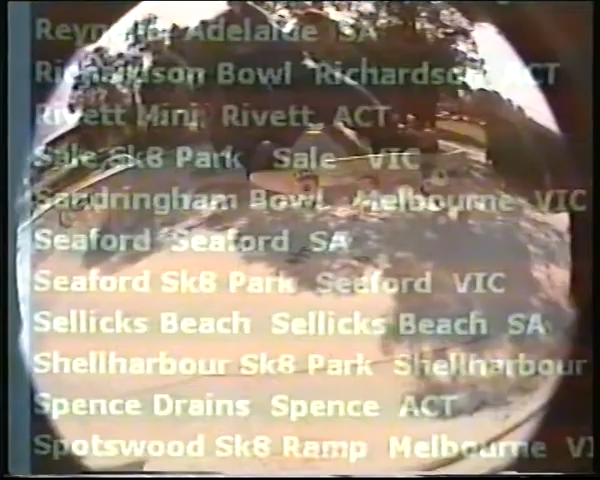 Reynella Adelaide SA
Richardson Bowl Richardson ACT
Rivett Mini Rivett ACT
Sale Sk8 Park Sale VIC
Sandringham Bowl Melbourne VIC
Seaford Seaford SA
Seaford Sk8 Park Seeford VIC
Sellicks Beach Sellicks Beach SA
Shellharbour Sk8 Park Shellharbour
Spence Drains Spence ACT
Spotswood Sk8 Ramp Melbourne VI